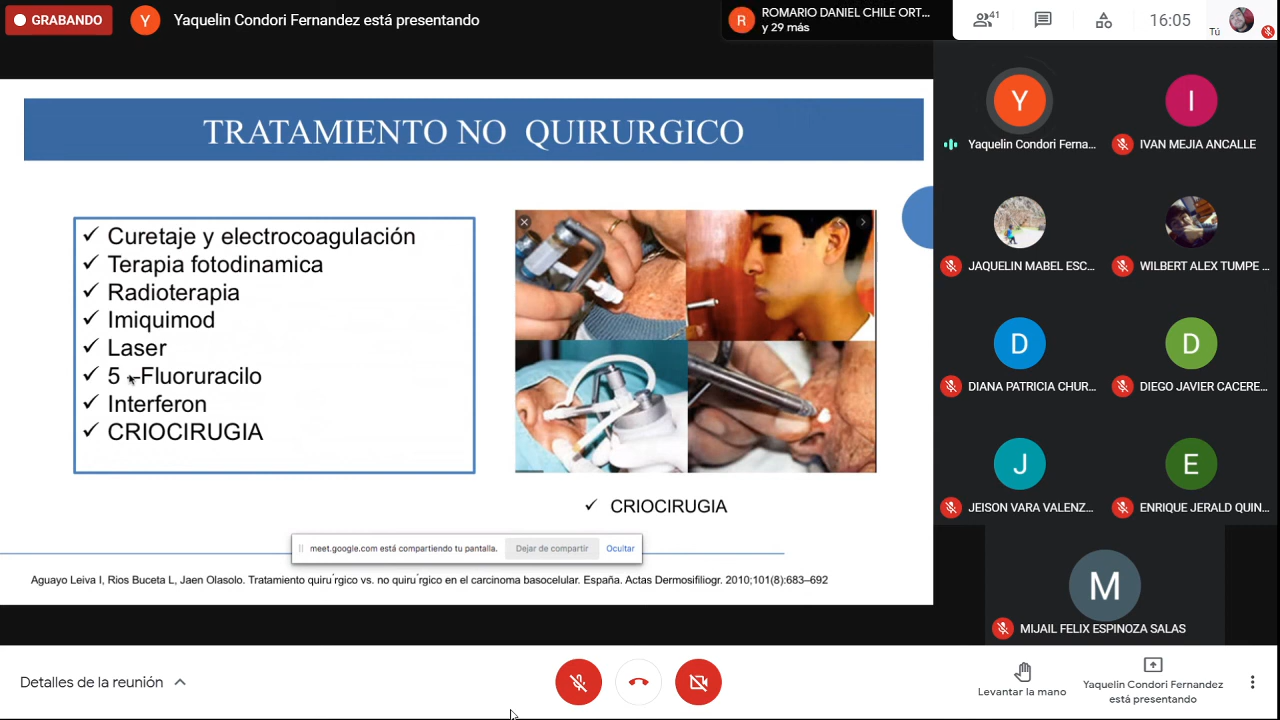 GRABANDO
Y
Yaquelin Condori Fernandez está presentando
R
ROMARIO DANIEL CHILE ORT...
y 29 más
41
16:05
Tú
TRATAMIENTO NO QUIRURGICO
✓ Curetaje y electrocoagulación
✓ Terapia fotodinamica
✓ Radioterapia
✓ Imiquimod
✓ Laser
✓ 5 –Fluoruracilo
✓ Interferon
✓ CRIOCIRUGIA
✓ CRIOCIRUGIA
meet.google.com está compartiendo tu pantalla.
Dejar de compartir
Ocultar
Aguayo Leiva I, Rios Buceta L, Jaen Olasolo. Tratamiento quiru´rgico vs. no quiru´rgico en el carcinoma basocelular. España. Actas Dermosifiliogr. 2010;101(8):683–692
Y
Yaquelin Condori Ferna...
I
IVAN MEJIA ANCALLE
JAQUELIN MABEL ESC...
WILBERT ALEX TUMPE ...
D
DIANA PATRICIA CHUR...
D
DIEGO JAVIER CACERE...
J
JEISON VARA VALENZ...
E
ENRIQUE JERALD QUIN...
M
MIJAIL FELIX ESPINOZA SALAS
Detalles de la reunión
Levantar la mano
Yaquelin Condori Fernandez
está presentando